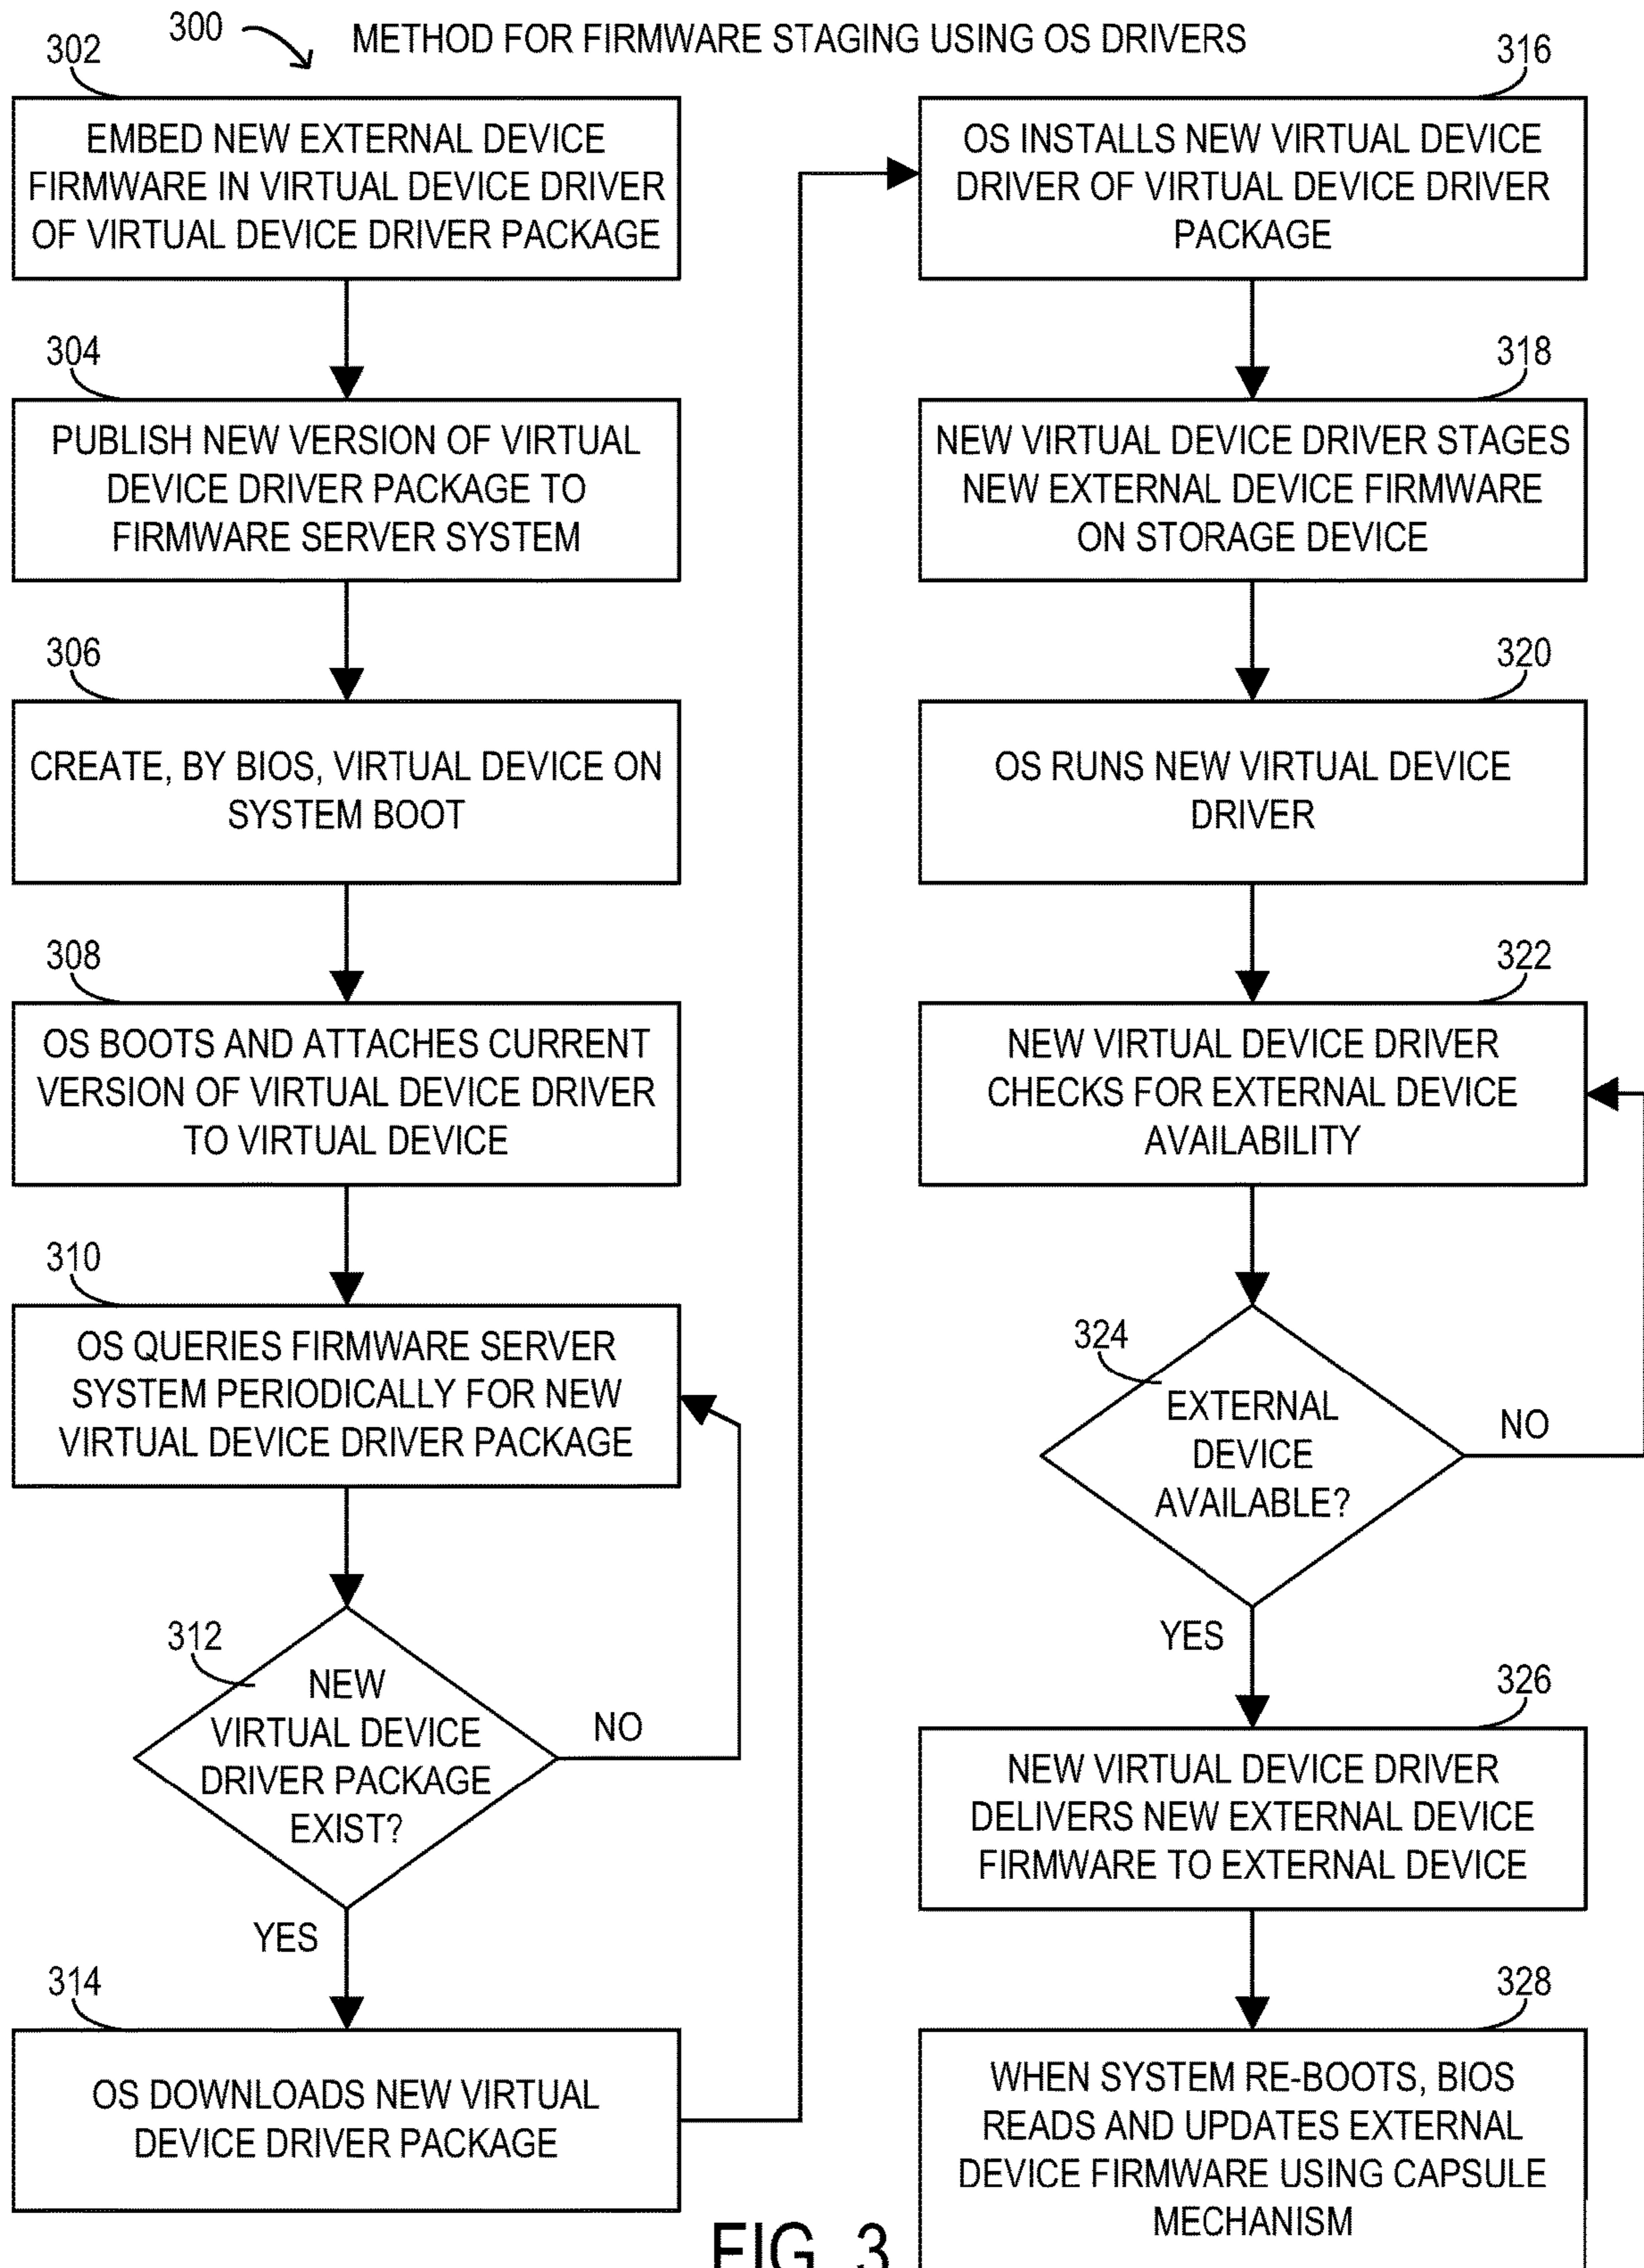 300
METHOD FOR FIRMWARE STAGING USING OS DRIVERS
302
EMBED NEW EXTERNAL DEVICE
FIRMWARE IN VIRTUAL DEVICE DRIVER
OF VIRTUAL DEVICE DRIVER PACKAGE
304
PUBLISH NEW VERSION OF VIRTUAL
DEVICE DRIVER PACKAGE TO
FIRMWARE SERVER SYSTEM
306
CREATE, BY BIOS, VIRTUAL DEVICE ON
SYSTEM BOOT
308
OS BOOTS AND ATTACHES CURRENT
VERSION OF VIRTUAL DEVICE DRIVER
TO VIRTUAL DEVICE
310
OS QUERIES FIRMWARE SERVER
SYSTEM PERIODICALLY FOR NEW
VIRTUAL DEVICE DRIVER PACKAGE
312
NEW
VIRTUAL DEVICE
DRIVER PACKAGE
EXIST?
NO
YES
314
OS DOWNLOADS NEW VIRTUAL
DEVICE DRIVER PACKAGE
316
OS INSTALLS NEW VIRTUAL DEVICE
DRIVER OF VIRTUAL DEVICE DRIVER
PACKAGE
318
NEW VIRTUAL DEVICE DRIVER STAGES
NEW EXTERNAL DEVICE FIRMWARE
ON STORAGE DEVICE
320
OS RUNS NEW VIRTUAL DEVICE
DRIVER
322
NEW VIRTUAL DEVICE DRIVER
CHECKS FOR EXTERNAL DEVICE
AVAILABILITY
324
EXTERNAL
DEVICE
AVAILABLE?
NO
YES
326
NEW VIRTUAL DEVICE DRIVER
DELIVERS NEW EXTERNAL DEVICE
FIRMWARE TO EXTERNAL DEVICE
328
WHEN SYSTEM RE-BOOTS, BIOS
READS AND UPDATES EXTERNAL
DEVICE FIRMWARE USING CAPSULE
MECHANISM
FIG. 3